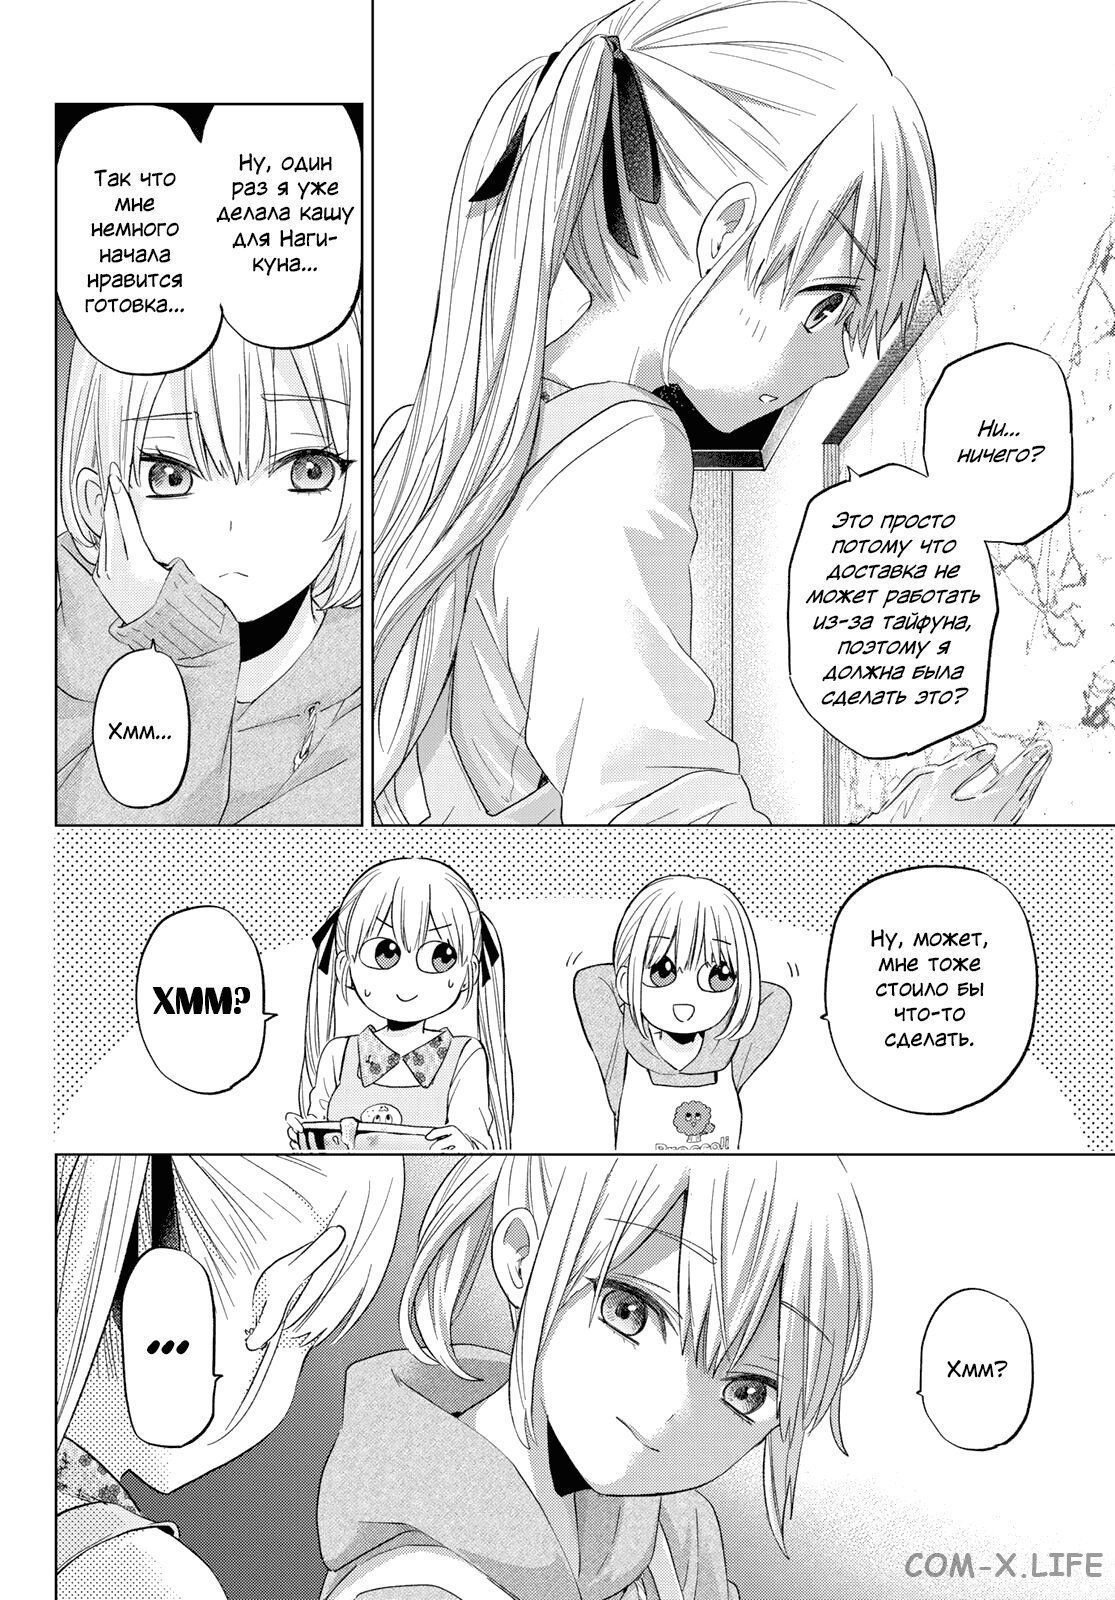 Ни...
ничего?
Это просто
потому что
доставка не
может работать
из-за тайфуна,
поэтому я
должна была
сделать это?
Ну, один
раз я уже
делала кашу
для Наги-
куна...
Так что
мне
немного
начала
нравится
готовка...
Хмм...
Ну, может,
мне тоже
стоило бы
что-то
сделать.
ХММ?
Broccoli
Хмм?
...
COM-X.LIFE